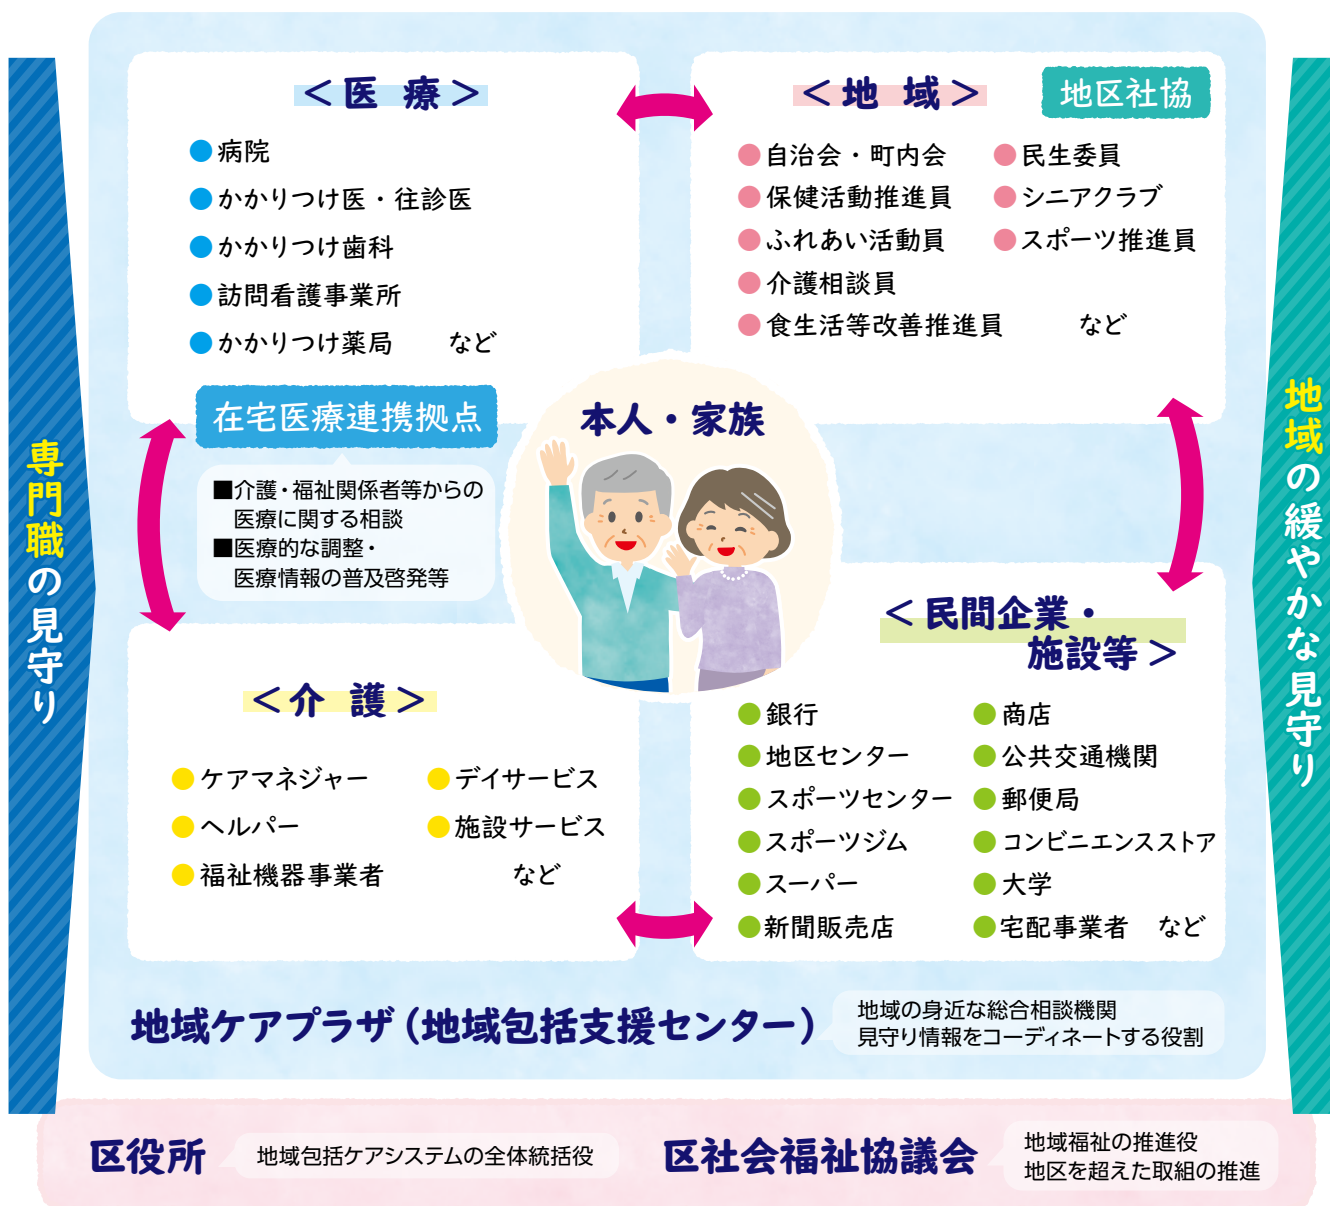 ＜医 療＞
●病院
●かかりつけ医・往診医
●かかりつけ歯科
●訪問看護事業所
●かかりつけ薬局　など
在宅医療連携拠点
■介護・福祉関係者等からの
医療に関する相談
■医療的な調整・
医療情報の普及啓発等
＜地 域＞
地区社協
●自治会・町内会
●保健活動推進員
●ふれあい活動員
●介護相談員
●食生活等改善推進員　など
●民生委員
●シニアクラブ
●スポーツ推進員
本人・家族
＜介 護＞
●ケアマネジャー
●ヘルパー
●福祉機器事業者
●デイサービス
●施設サービス
など
＜民間企業・
施設等＞
●銀行
●地区センター
●スポーツセンター
●スポーツジム
●スーパー
●新聞販売店
●商店
●公共交通機関
●郵便局
●コンビニエンスストア
●大学
●宅配事業者　など
専門職の見守り
地域の緩やかな見守り
地域ケアプラザ（地域包括支援センター）
地域の身近な総合相談機関
見守り情報をコーディネートする役割
区役所
地域包括ケアシステムの全体統括役
区社会福祉協議会
地域福祉の推進役
地区を超えた取組の推進